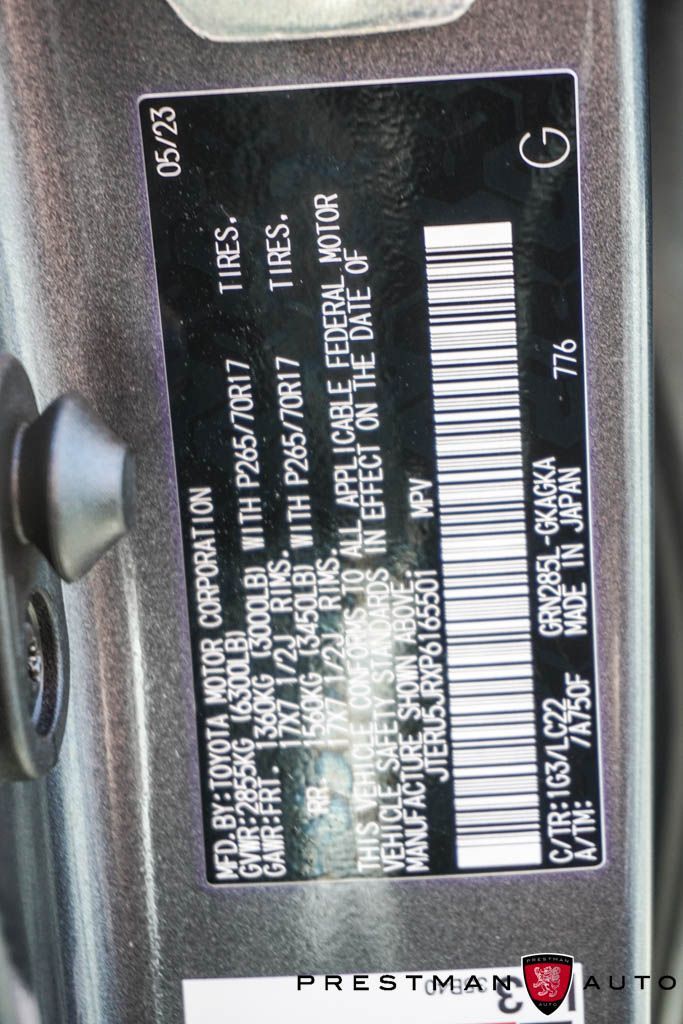 05/23
MFD.BY:TOYOTA MOTOR CORPORATION
GVWR:2855KG (6300LB)
GAWR:FRT. 1360KG (3000LB) WITH P265/70R17 TIRES.
17X7 1/2J RIMS.
RR. 1560KG (3450LB) WITH P265/70R17 TIRES.
17X7 1/2J RIMS.
THIS VEHICLE CONFORMS TO ALL APPLICABLE FEDERAL MOTOR
VEHICLE SAFETY STANDARDS IN EFFECT ON THE DATE OF
MANUFACTURE SHOWN ABOVE.
JTERU5JRXP6165501 MPV
C/TR:1G3/LC22 GRN285L-GKAGKA 776
A/TM: /A750F MADE IN JAPAN
G
PRESTMAN AUTO
PRESTMAN
AUTO